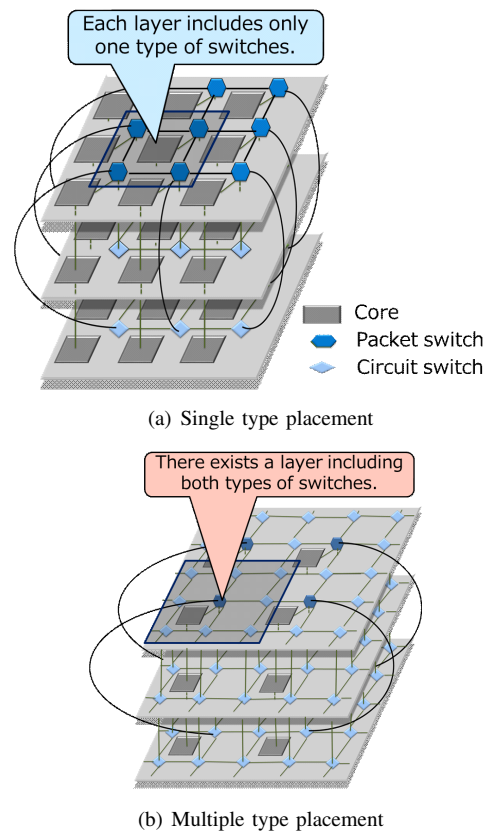 Each layer includes only
one type of switches.
Core
Packet switch
Circuit switch
(a) Single type placement
There exists a layer including
both types of switches.
(b) Multiple type placement